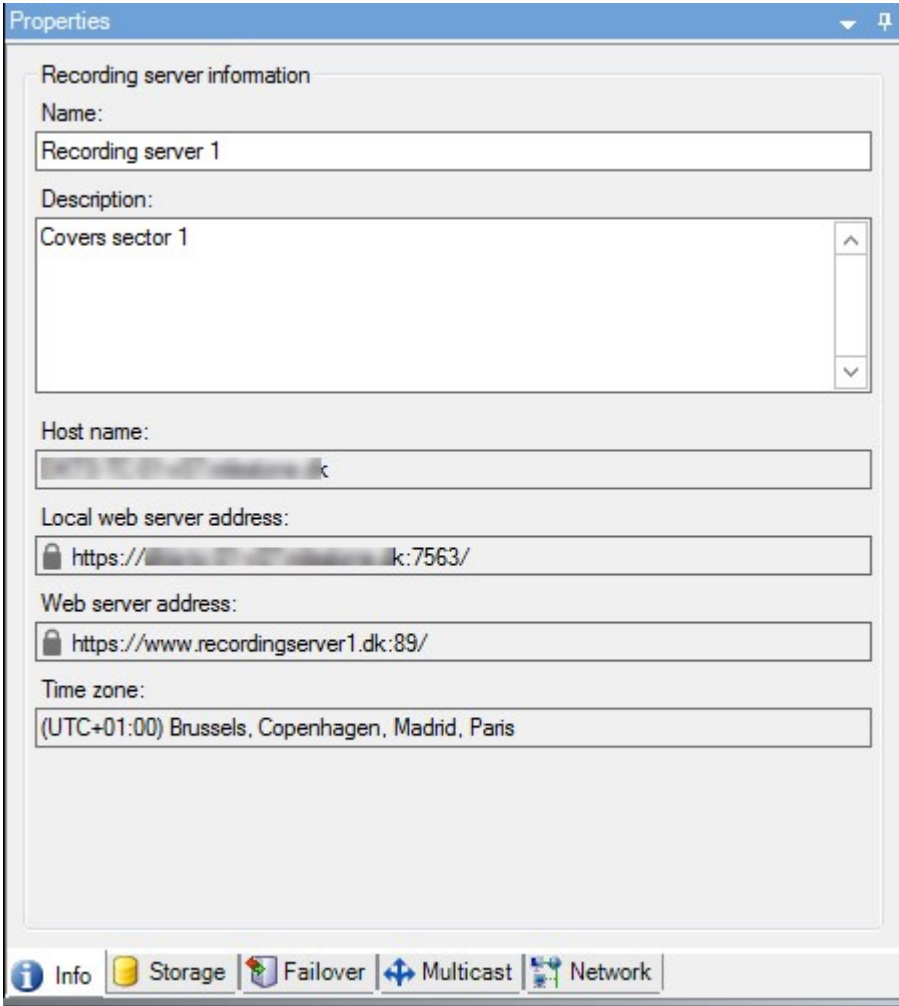 Properties
Recording server information
Name:
Recording server 1
Description:
Covers sector 1
Host name:
Local web server address:
https:// k:7563/
Web server address:
https://www.recordingserver1.dk:89/
Time zone:
(UTC+01:00) Brussels, Copenhagen, Madrid, Paris
Info Storage Failover Multicast Network